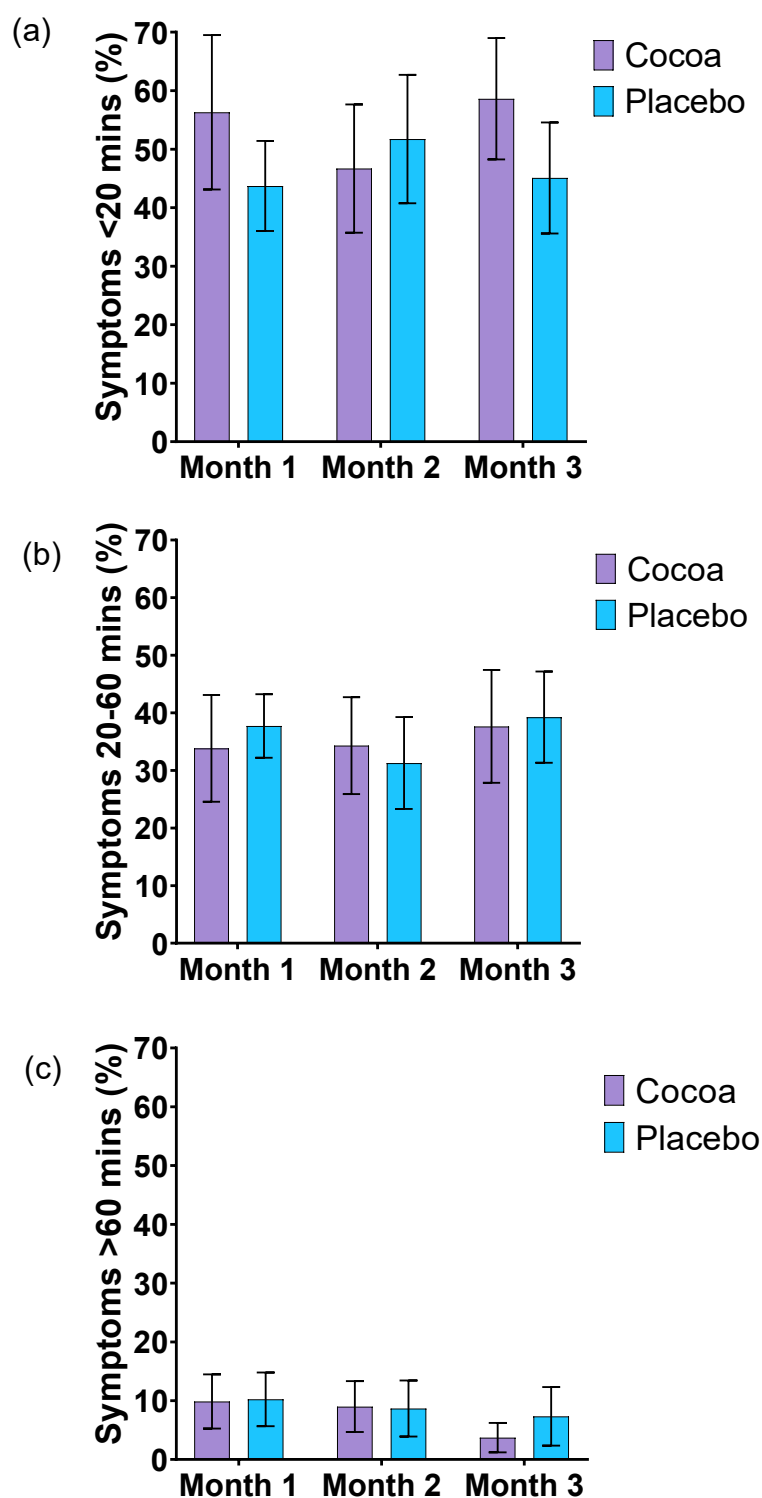 (a)
Symptoms <20 mins (%)
70
60
50
40
30
20
10
0
Month 1 Month 2 Month 3
Cocoa
Placebo
(b)
Symptoms 20-60 mins (%)
70
60
50
40
30
20
10
0
Month 1 Month 2 Month 3
Cocoa
Placebo
(c)
Symptoms >60 mins (%)
70
60
50
40
30
20
10
0
Month 1 Month 2 Month 3
Cocoa
Placebo